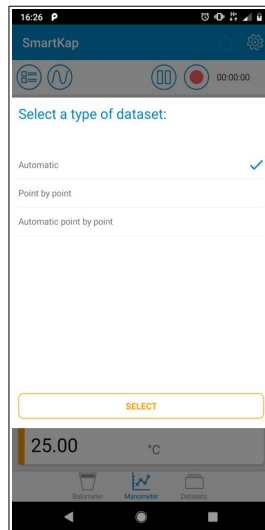 16:26
SmartKap
00:00:00
Select a type of dataset:
Automatic
Point by point
Automatic point by point
SELECT
25.00 °C
Balometer Manometer Datasets